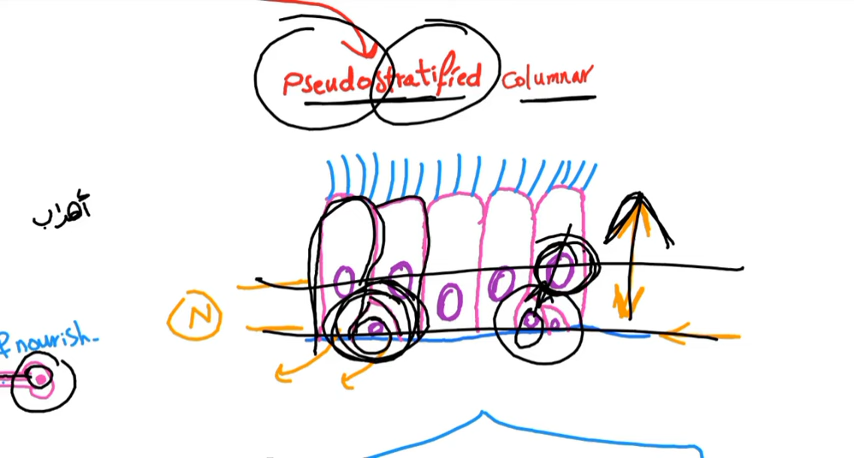 Pseudostratified Columnar
أهداب
N
nourish.